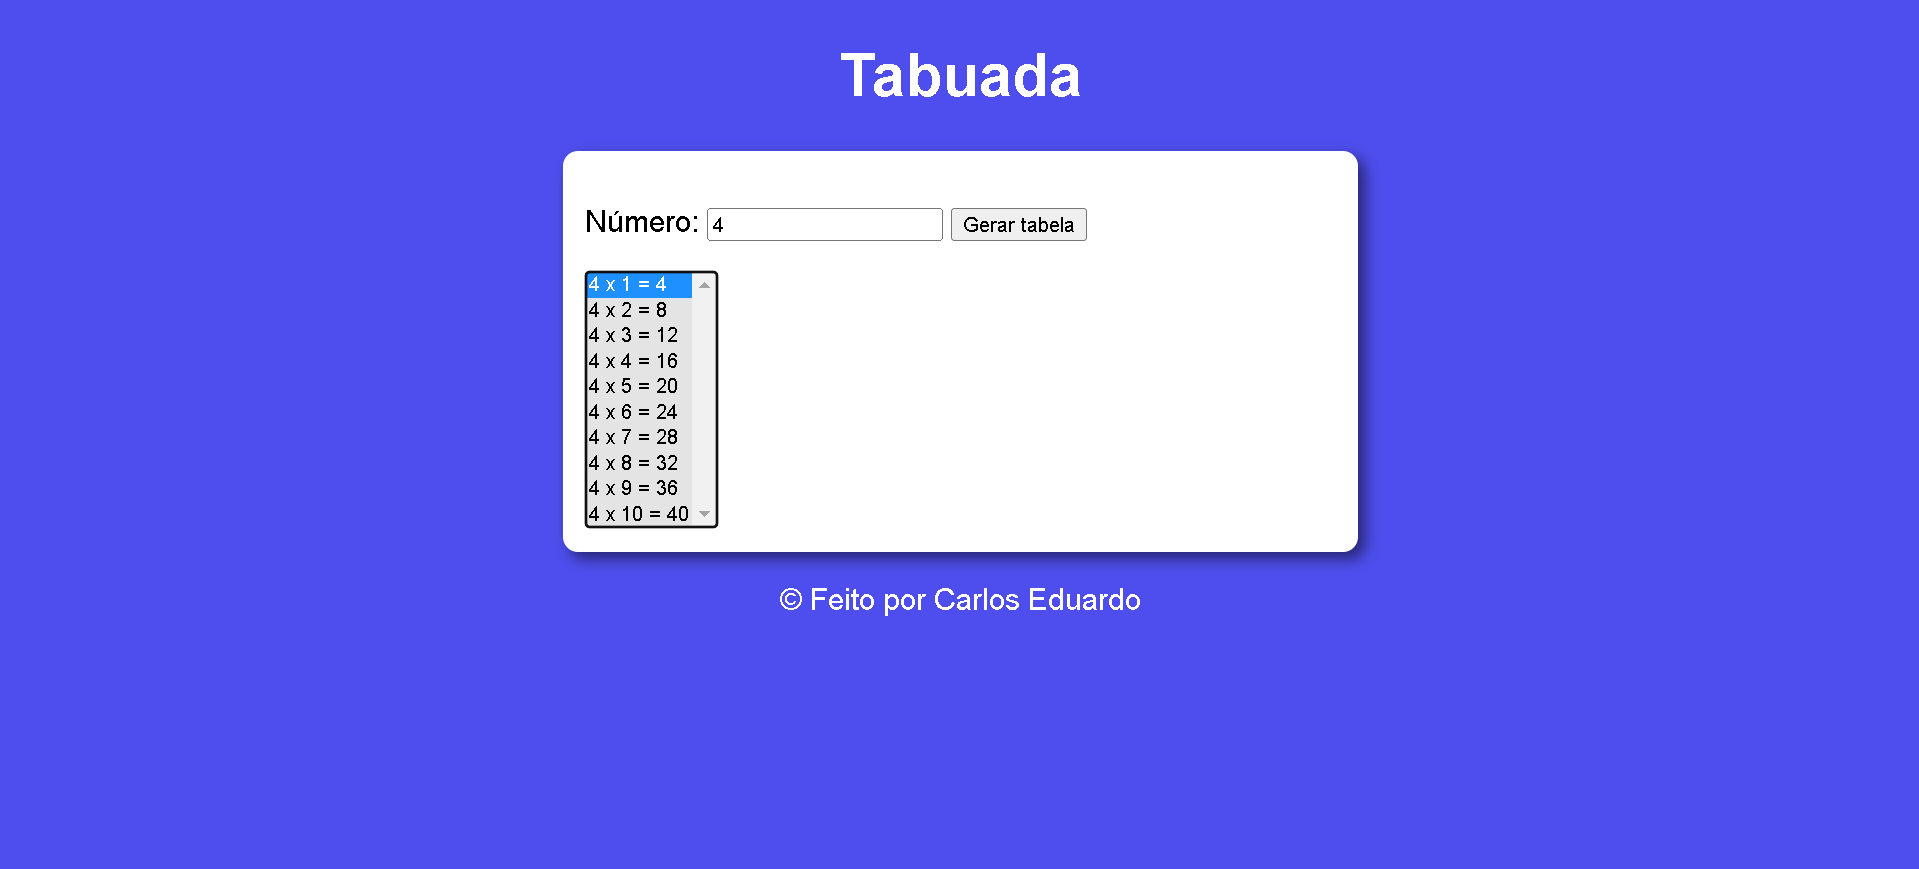 Tabuada
Número: 4 Gerar tabela
4 x 1 = 4
4 x 2 = 8
4 x 3 = 12
4 x 4 = 16
4 x 5 = 20
4 x 6 = 24
4 x 7 = 28
4 x 8 = 32
4 x 9 = 36
4 x 10 = 40
© Feito por Carlos Eduardo